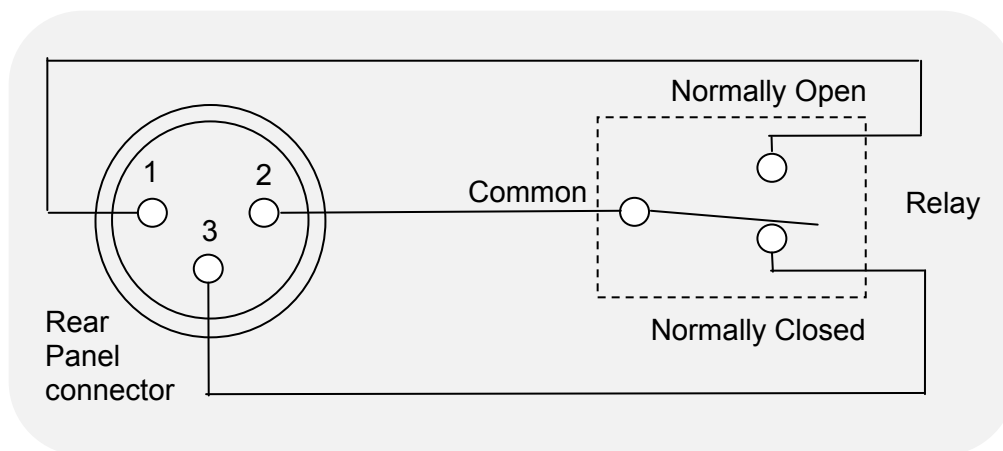 Normally Open
1
2
Common
3
Relay
Rear
Panel
connector
Normally Closed